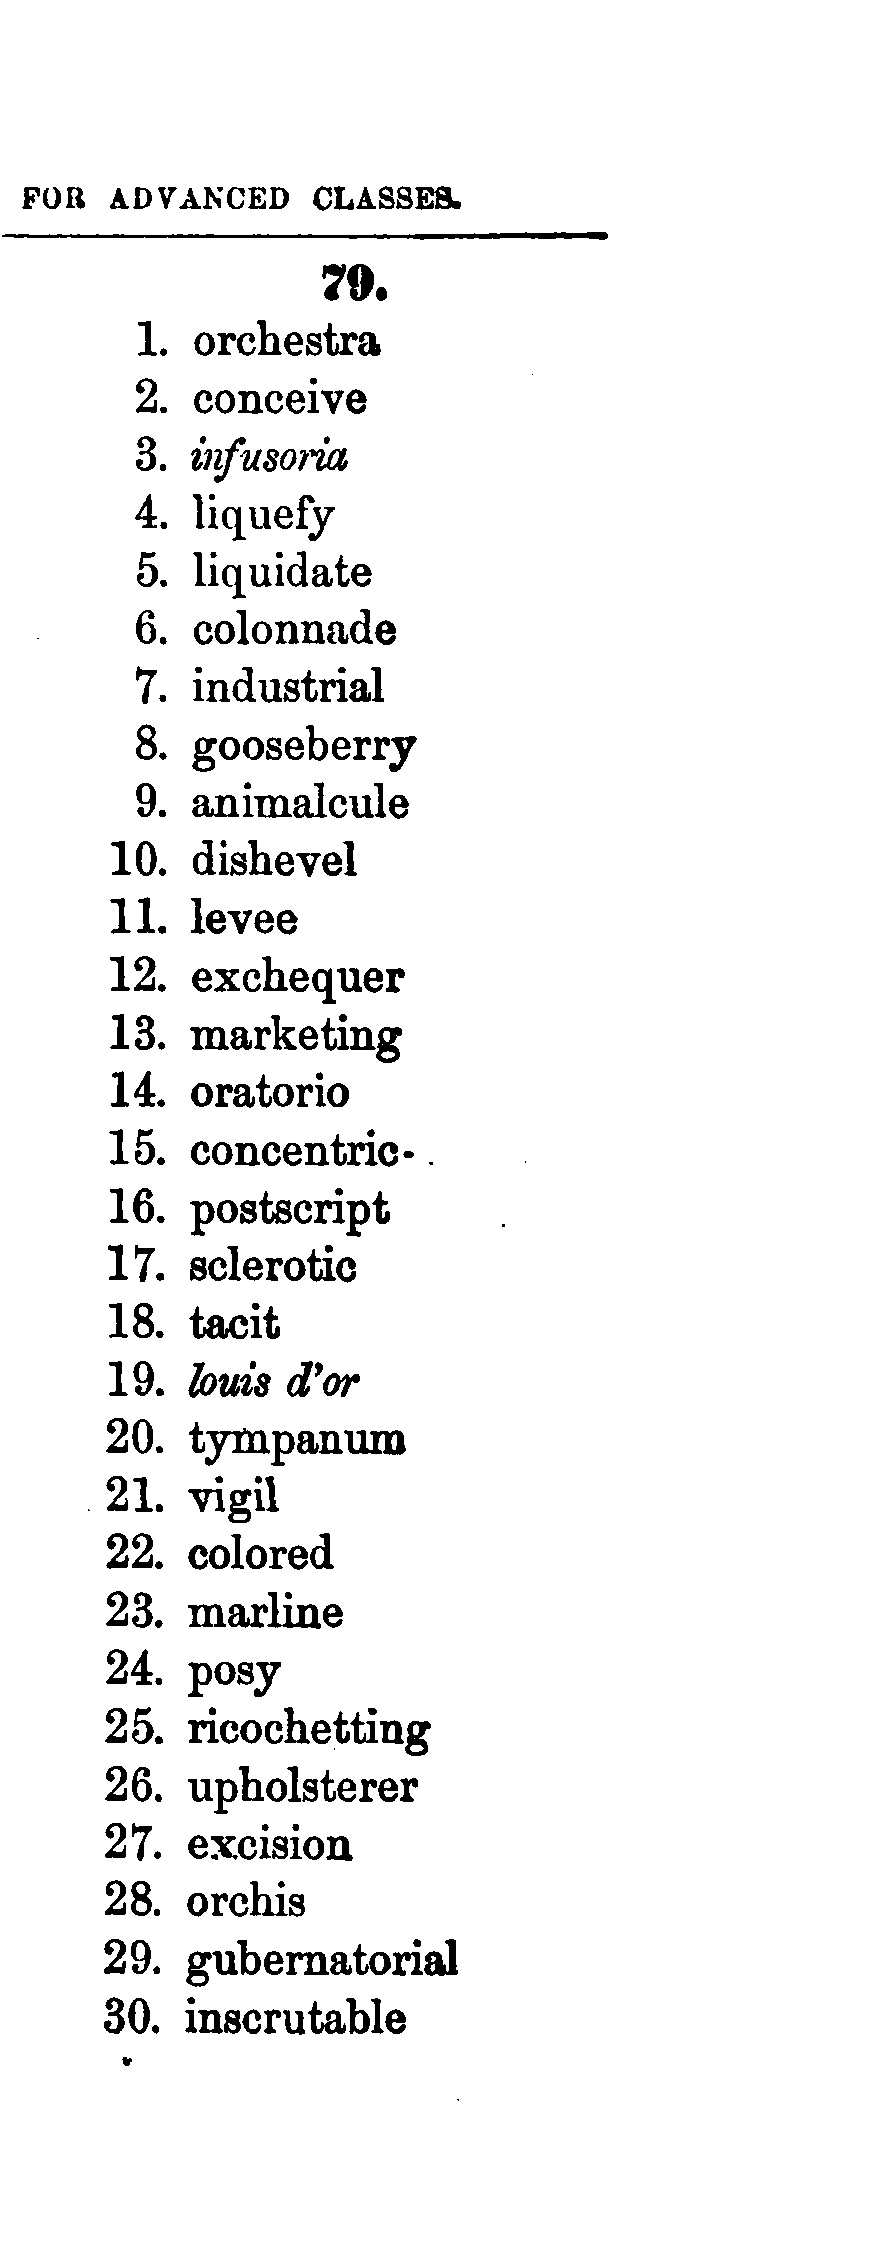 FOR ADVANCED CLASSES.
79.
1. orchestra
2. conceive
3. infusoria
4. liquefy
5. liquidate
6. colonnade
7. industrial
8. gooseberry
9. animalcule
10. dishevel
11. levee
12. exchequer
13. marketing
14. oratorio
15. concentric
16. postscript
17. sclerotic
18. tacit
19. louis d'or
20. tympanum
21. vigil
22. colored
23. marline
24. posy
25. ricochetting
26. upholsterer
27. excision
28. orchis
29. gubernatorial
30. inscrutable